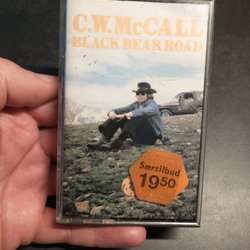 C.W. McCALL
BLACK BEAR ROAD
Særtilbud
19.50